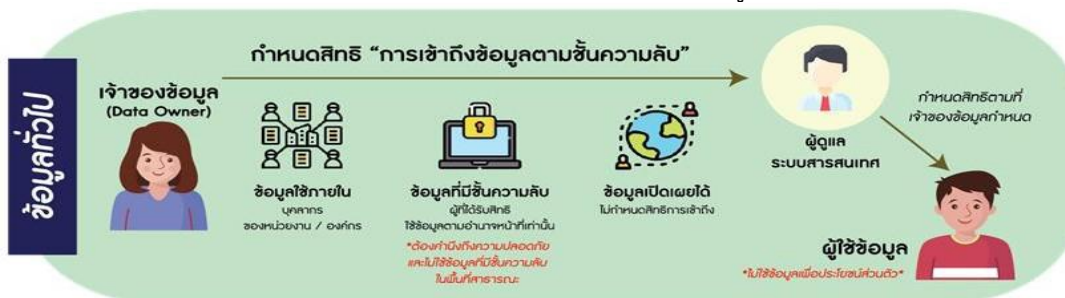 ข้อมูลทั่วไป
กำหนดสิทธิ “การเข้าถึงข้อมูลตามชั้นความลับ”
เจ้าของข้อมูล
(Data Owner)
ข้อมูลใช้ภายใน
บุคลากร
ของหน่วยงาน / องค์กร
ข้อมูลที่มีชั้นความลับ
ผู้ที่ได้รับสิทธิ
ใช้ข้อมูลตามอำนาจหน้าที่เท่านั้น
*ต้องคำนึงถึงความปลอดภัย
และไม่ใช้ข้อมูลที่มีชั้นความลับ
ในพื้นที่สาธารณะ
ข้อมูลเปิดเผยได้
ไม่กำหนดสิทธิการเข้าถึง
ผู้ดูแล
ระบบสารสนเทศ
กำหนดสิทธิตามที่
เจ้าของข้อมูลกำหนด
ผู้ใช้ข้อมูล
*ไม่ใช้ข้อมูลเพื่อประโยชน์ส่วนตัว*